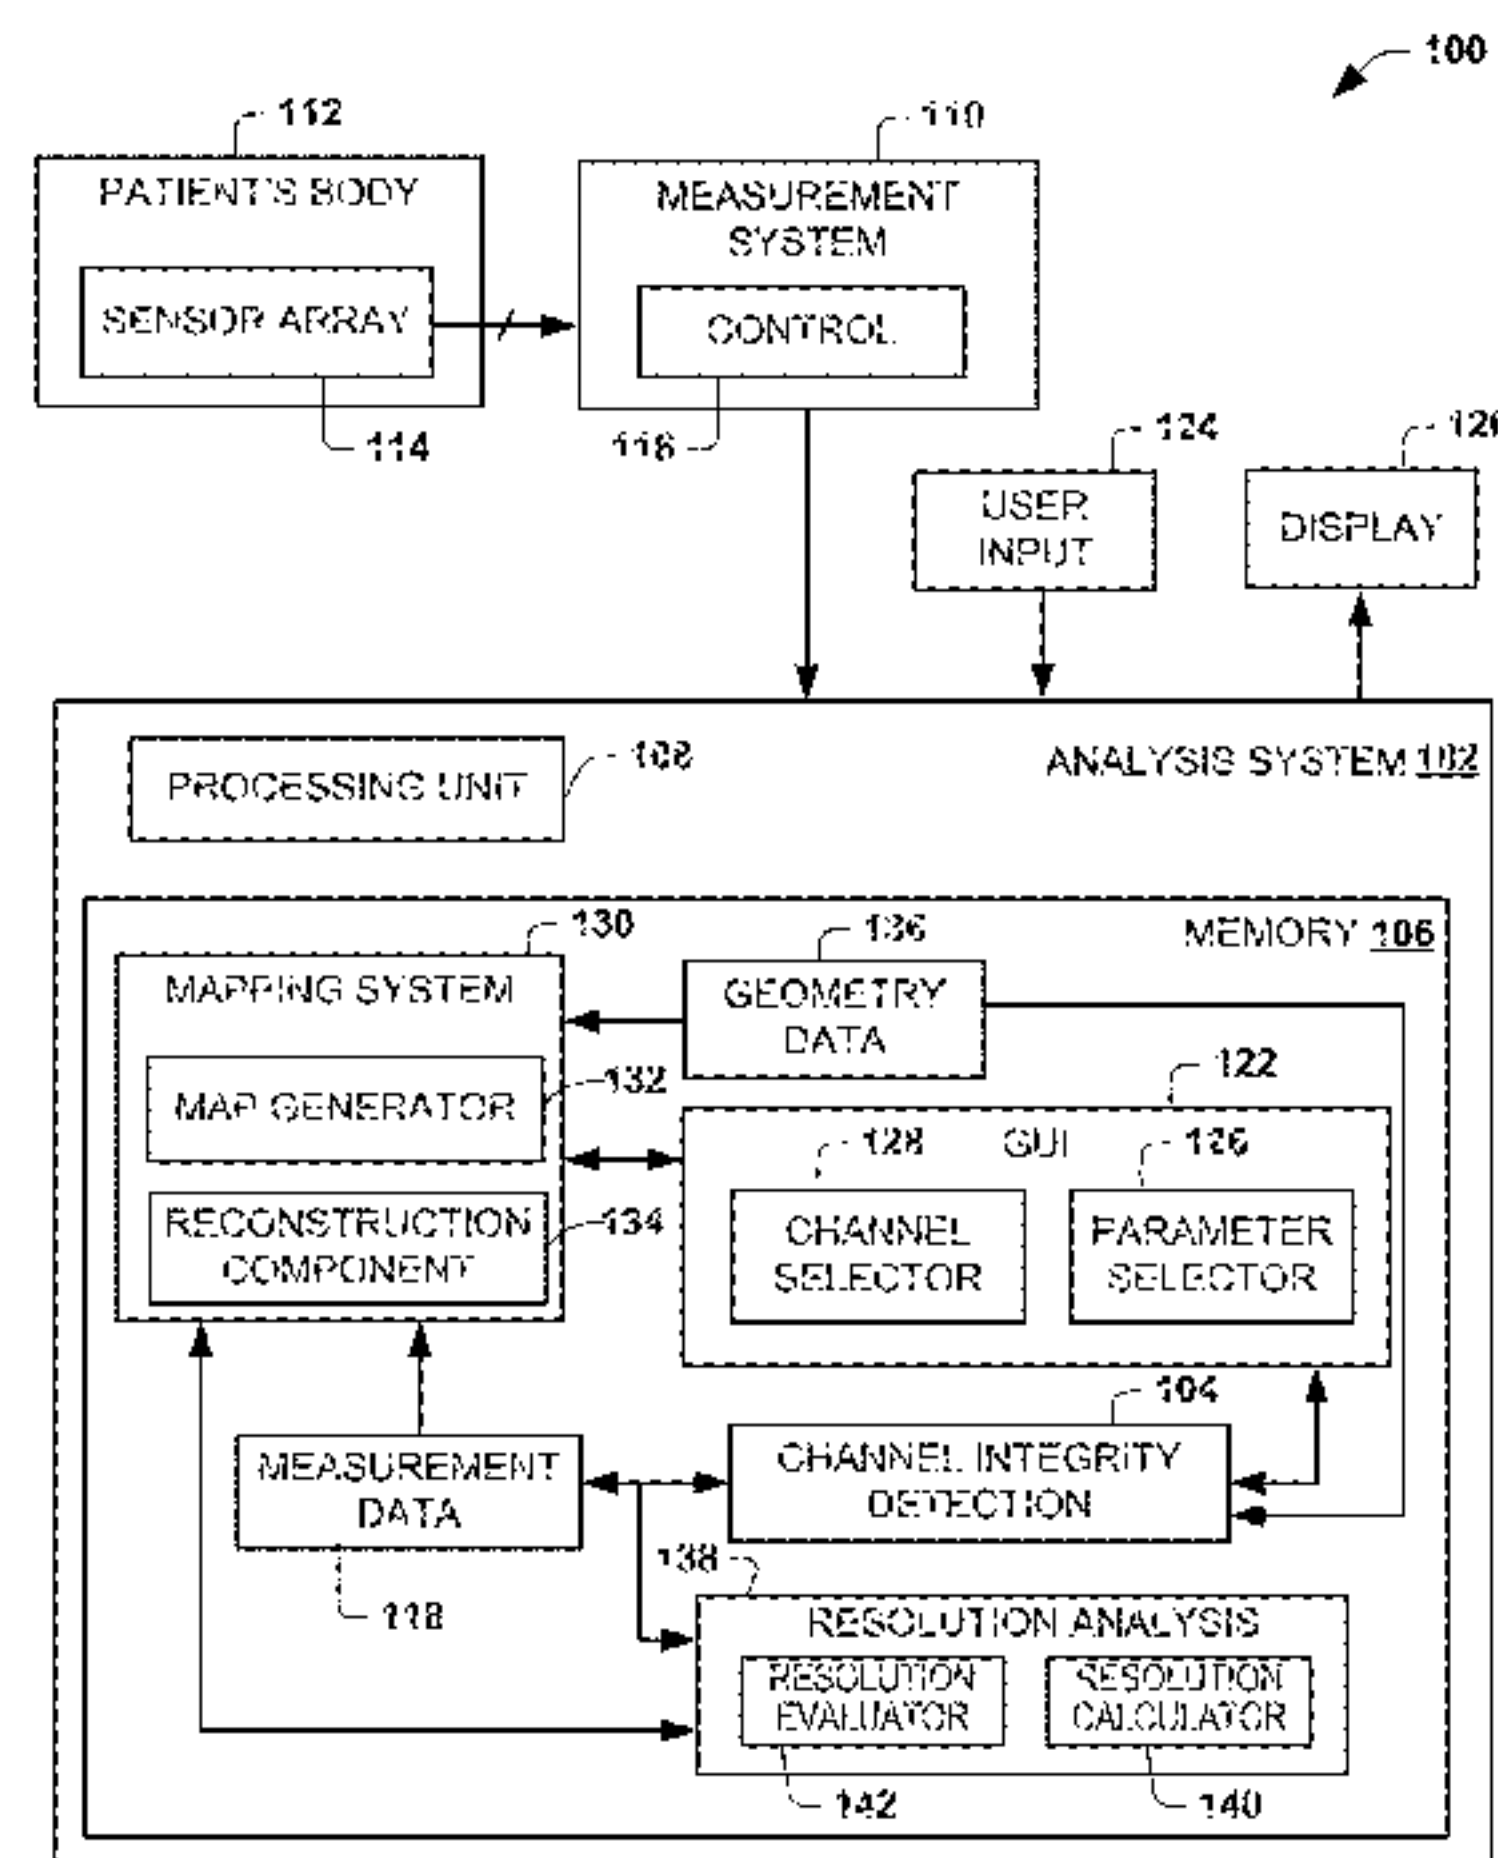 100
112
110
PATIENT'S BODY
MEASUREMENT
SYSTEM
SENSOR ARRAY
CONTROL
114
116
124
USER
INPUT
DISPLAY
PROCESSING UNIT
108
ANALYSIS SYSTEM 102
130
136
MEMORY 106
MAPPING SYSTEM
GEOMETRY
DATA
122
MAP GENERATOR
132
128
GUI
126
RECONSTRUCTION
COMPONENT
134
CHANNEL
SELECTOR
PARAMETER
SELECTOR
104
MEASUREMENT
DATA
CHANNEL INTEGRITY
DETECTION
138
118
RESOLUTION ANALYSIS
RESOLUTION
EVALUATOR
RESOLUTION
CALCULATOR
142
140